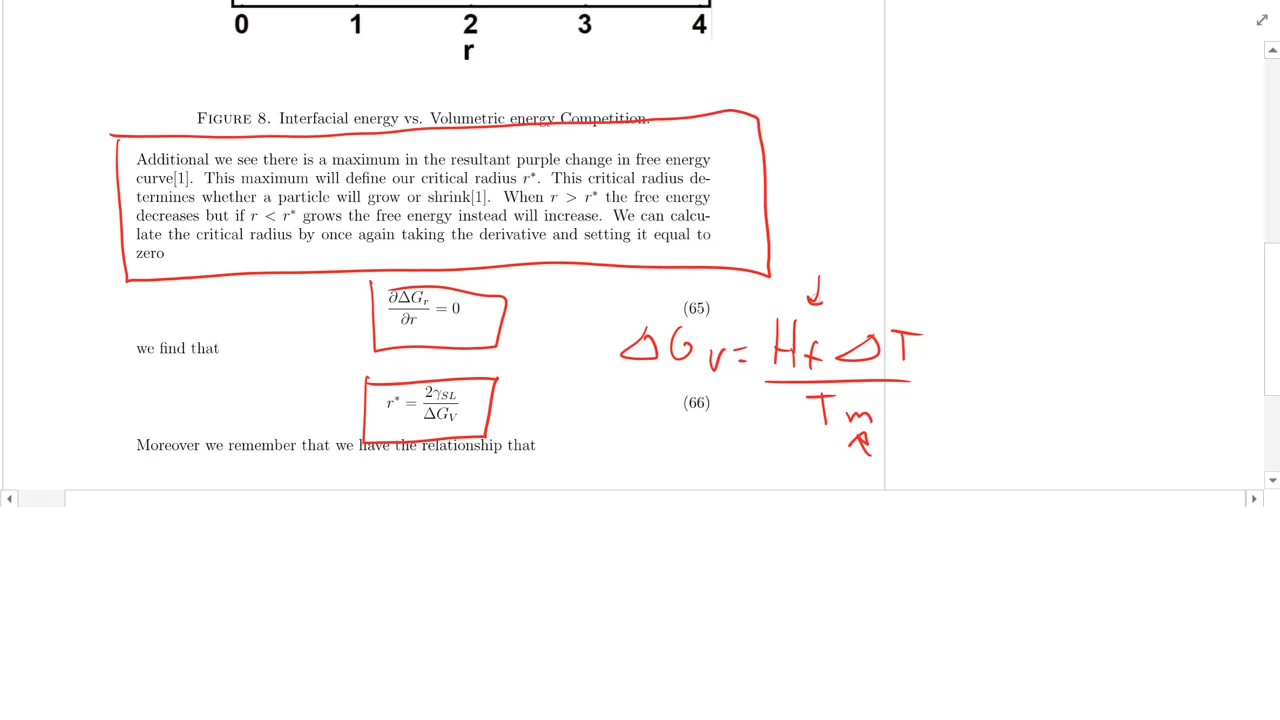 0 1 2 3 4
r
FIGURE 8. Interfacial energy vs. Volumetric energy Competition.
Additional we see there is a maximum in the resultant purple change in free energy
curve[1]. This maximum will define our critical radius r*. This critical radius de-
termines whether a particle will grow or shrink[1]. When r > r* the free energy
decreases but if r < r* grows the free energy instead will increase. We can calcu-
late the critical radius by once again taking the derivative and setting it equal to
zero
∂ΔG_r/∂r = 0 (65)
ΔG_v = H_f ΔT / T_m
we find that
r* = 2γ_SL/ΔG_V (66)
Moreover we remember that we have the relationship that